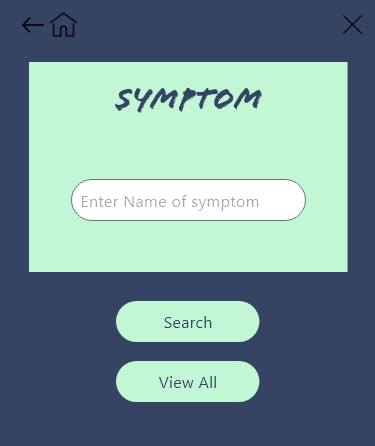 SYMPTOM
Enter Name of symptom
Search
View All